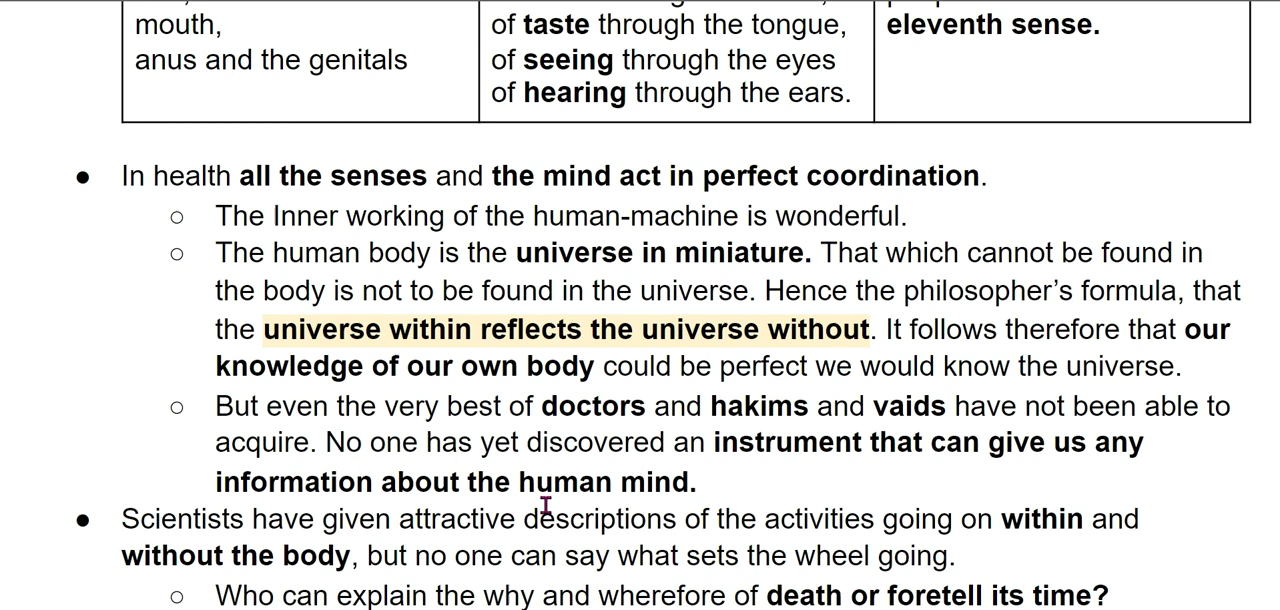 mouth,
anus and the genitals
of taste through the tongue,
of seeing through the eyes
of hearing through the ears.
eleventh sense.
● In health all the senses and the mind act in perfect coordination.
○ The Inner working of the human-machine is wonderful.
○ The human body is the universe in miniature. That which cannot be found in
the body is not to be found in the universe. Hence the philosopher’s formula, that
the universe within reflects the universe without. It follows therefore that our
knowledge of our own body could be perfect we would know the universe.
○ But even the very best of doctors and hakims and vaids have not been able to
acquire. No one has yet discovered an instrument that can give us any
information about the human mind.
● Scientists have given attractive descriptions of the activities going on within and
without the body, but no one can say what sets the wheel going.
○ Who can explain the why and wherefore of death or foretell its time?